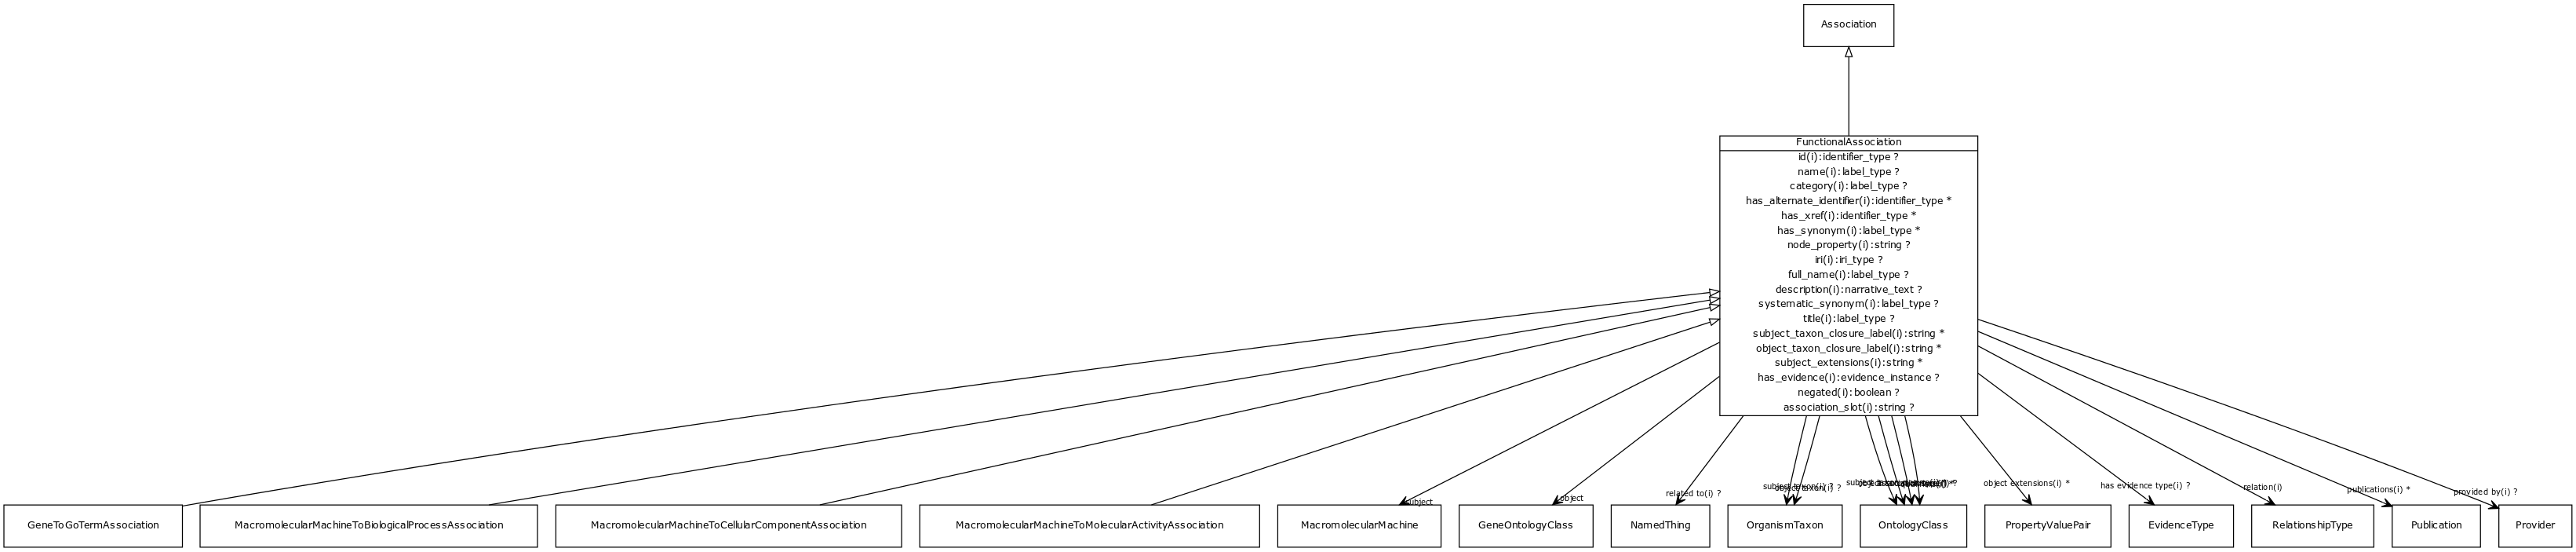 Association
FunctionalAssociation
id(i):identifier_type ?
name(i):label_type ?
category(i):label_type ?
has_alternate_identifier(i):identifier_type *
has_xref(i):identifier_type *
has_synonym(i):label_type *
node_property(i):string ?
iri(i):iri_type ?
full_name(i):label_type ?
description(i):narrative_text ?
systematic_synonym(i):label_type ?
title(i):label_type ?
subject_taxon_closure_label(i):string *
object_taxon_closure_label(i):string *
subject_extensions(i):string *
has_evidence(i):evidence_instance ?
negated(i):boolean ?
association_slot(i):string ?
subject
object
related to(i) ?
subject taxon(i) ?
object taxon(i) ?
object extensions(i) *
has evidence type(i) ?
relation(i)
publications(i) *
provided by(i) ?
GeneToGoTermAssociation
MacromolecularMachineToBiologicalProcessAssociation
MacromolecularMachineToCellularComponentAssociation
MacromolecularMachineToMolecularActivityAssociation
MacromolecularMachine
GeneOntologyClass
NamedThing
OrganismTaxon
OntologyClass
PropertyValuePair
EvidenceType
RelationshipType
Publication
Provider